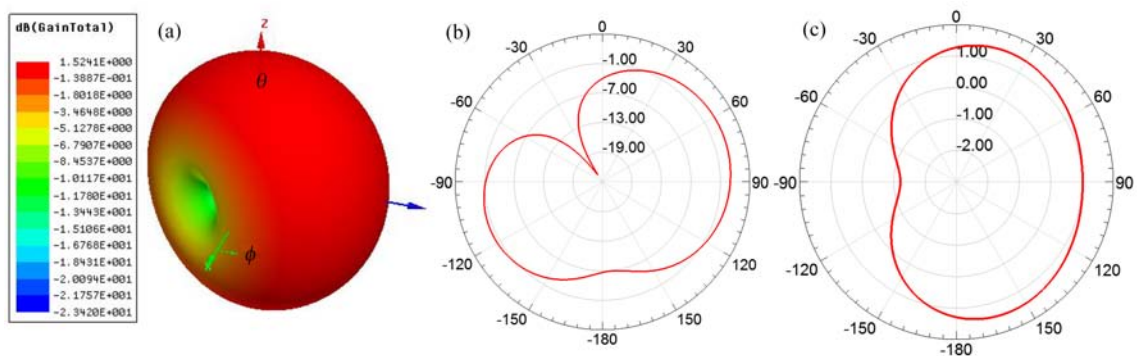 dB(GainTotal)
1.5241E+000
-1.3887E-001
-1.8018E+000
-3.4648E+000
-5.1278E+000
-6.7907E+000
-8.4537E+000
-1.0117E+001
-1.1780E+001
-1.3443E+001
-1.5106E+001
-1.6768E+001
-1.8431E+001
-2.0094E+001
-2.1757E+001
-2.3420E+001
(a)
z
θ
ϕ
x
(b)
0
-30
30
-1.00
-7.00
-60
60
-13.00
-19.00
-90
90
-120
120
-150
150
-180
(c)
0
-30
30
1.00
0.00
-60
60
-1.00
-2.00
-90
90
-120
120
-150
150
-180